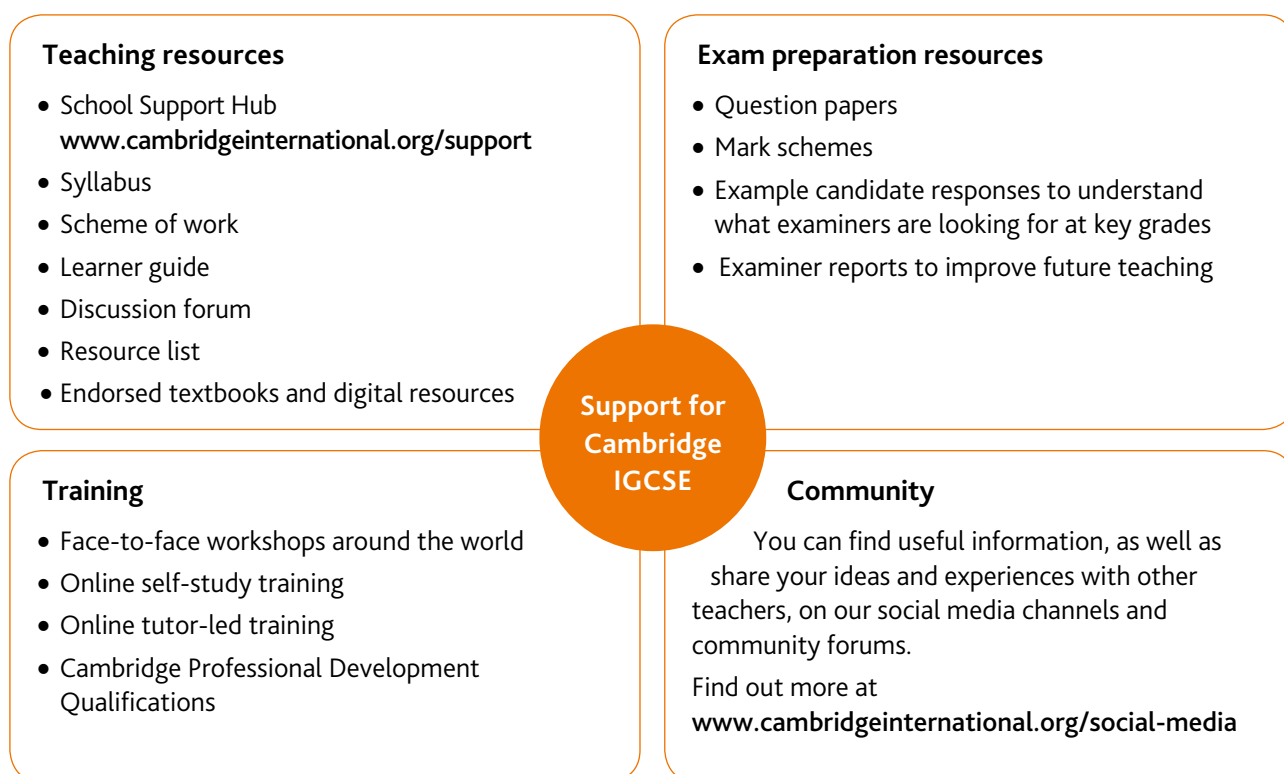 Teaching resources
• School Support Hub
www.cambridgeinternational.org/support
• Syllabus
• Scheme of work
• Learner guide
• Discussion forum
• Resource list
• Endorsed textbooks and digital resources
Exam preparation resources
• Question papers
• Mark schemes
• Example candidate responses to understand
what examiners are looking for at key grades
• Examiner reports to improve future teaching
Support for
Cambridge
IGCSE
Training
• Face-to-face workshops around the world
• Online self-study training
• Online tutor-led training
• Cambridge Professional Development
Qualifications
Community
You can find useful information, as well as
share your ideas and experiences with other
teachers, on our social media channels and
community forums.
Find out more at
www.cambridgeinternational.org/social-media